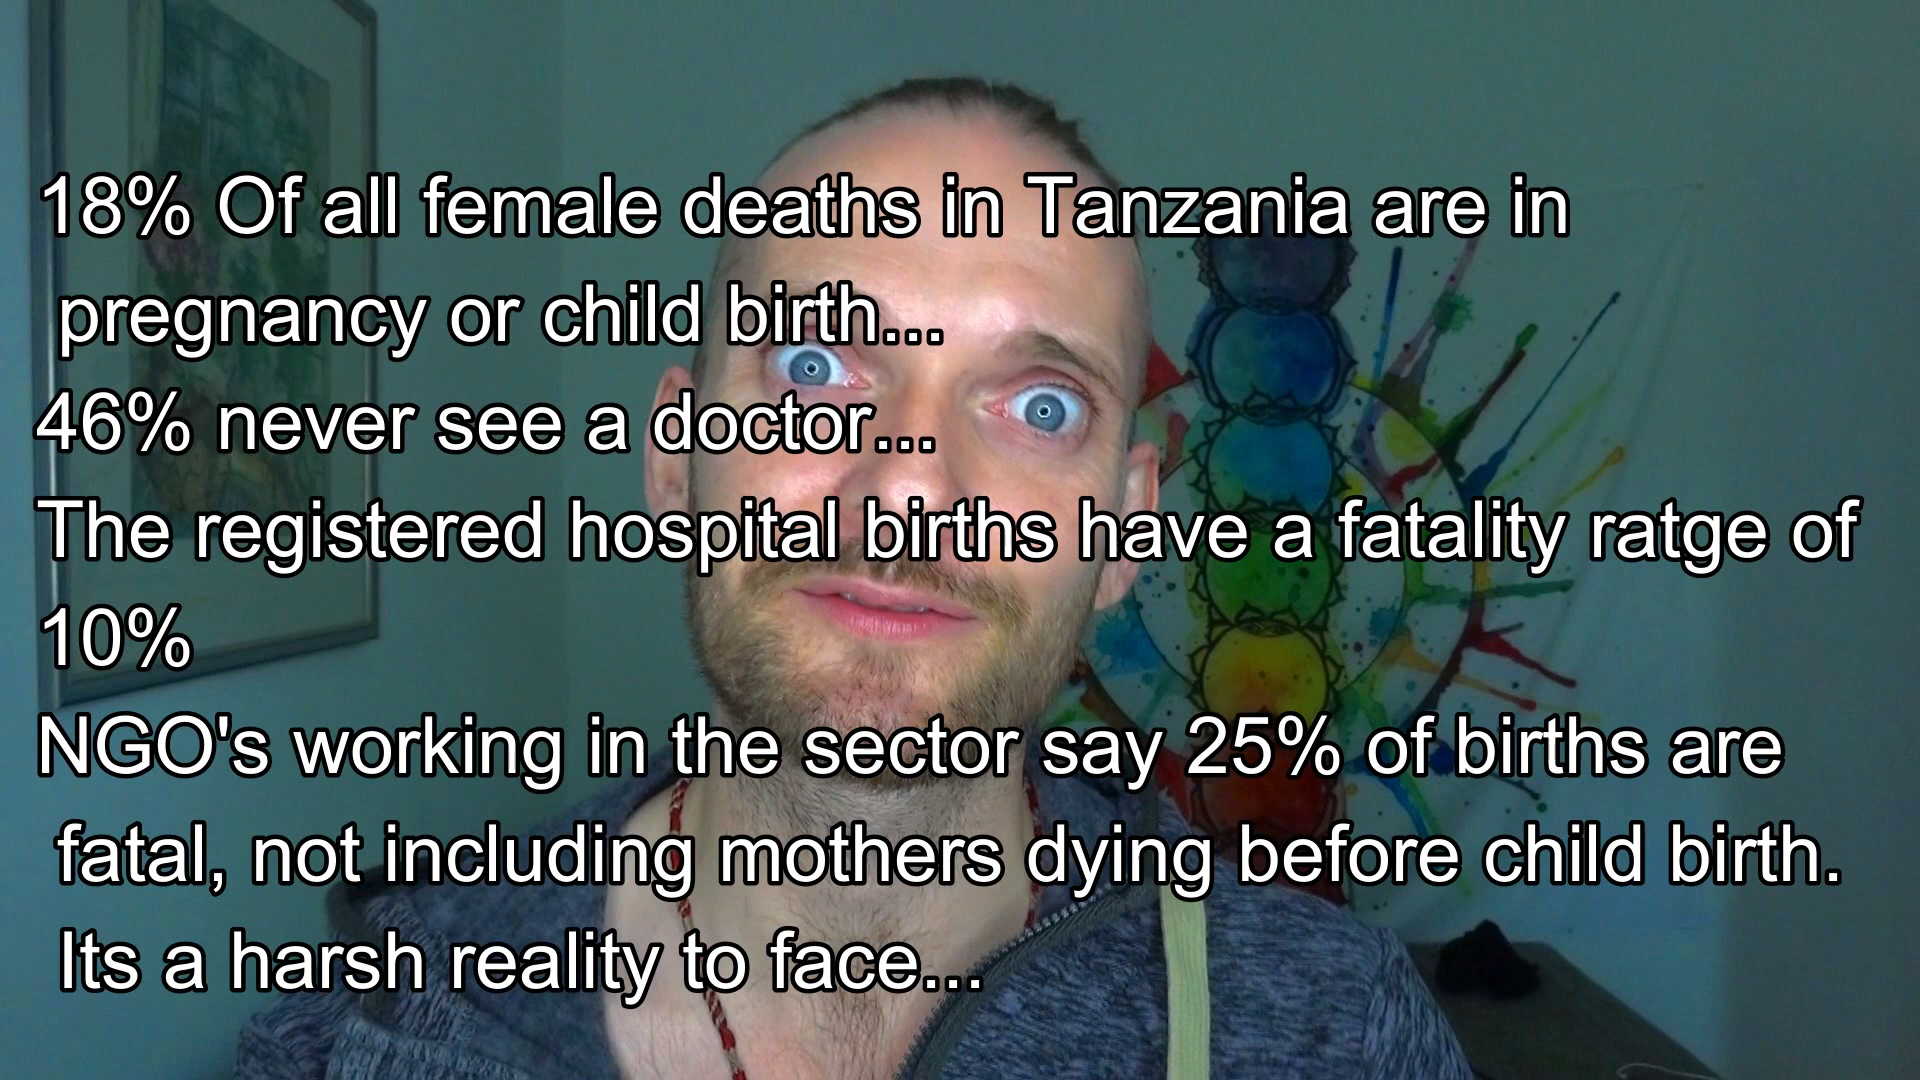 18% Of all female deaths in Tanzania are in
pregnancy or child birth...
46% never see a doctor...
The registered hospital births have a fatality ratge of
10%
NGO's working in the sector say 25% of births are
fatal, not including mothers dying before child birth.
Its a harsh reality to face...